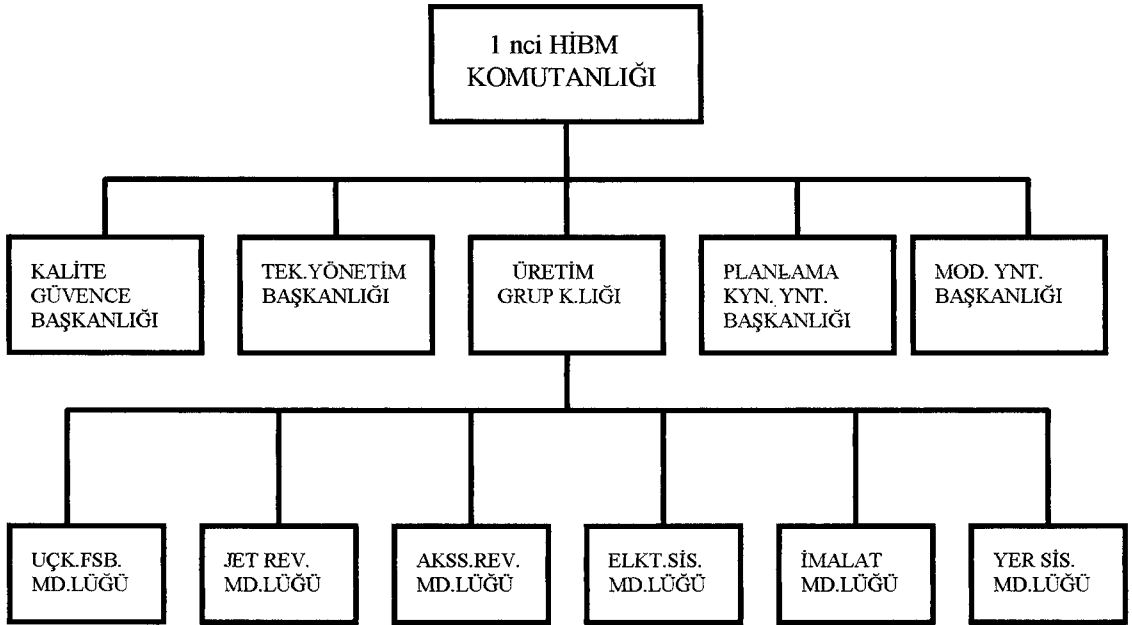 1 nci HİBM
KOMUTANLIĞI
KALİTE
GÜVENCE
BAŞKANLIĞI
TEK.YÖNETİM
BAŞKANLIĞI
ÜRETİM
GRUP K.LIĞI
PLANLAMA
KYN. YNT.
BAŞKANLIĞI
MOD. YNT.
BAŞKANLIĞI
UÇK.FSB.
MD.LÜĞÜ
JET REV.
MD.LÜĞÜ
AKSS.REV.
MD.LÜĞÜ
ELKT.SİS.
MD.LÜĞÜ
İMALAT
MD.LÜĞÜ
YER SİS.
MD.LÜĞÜ